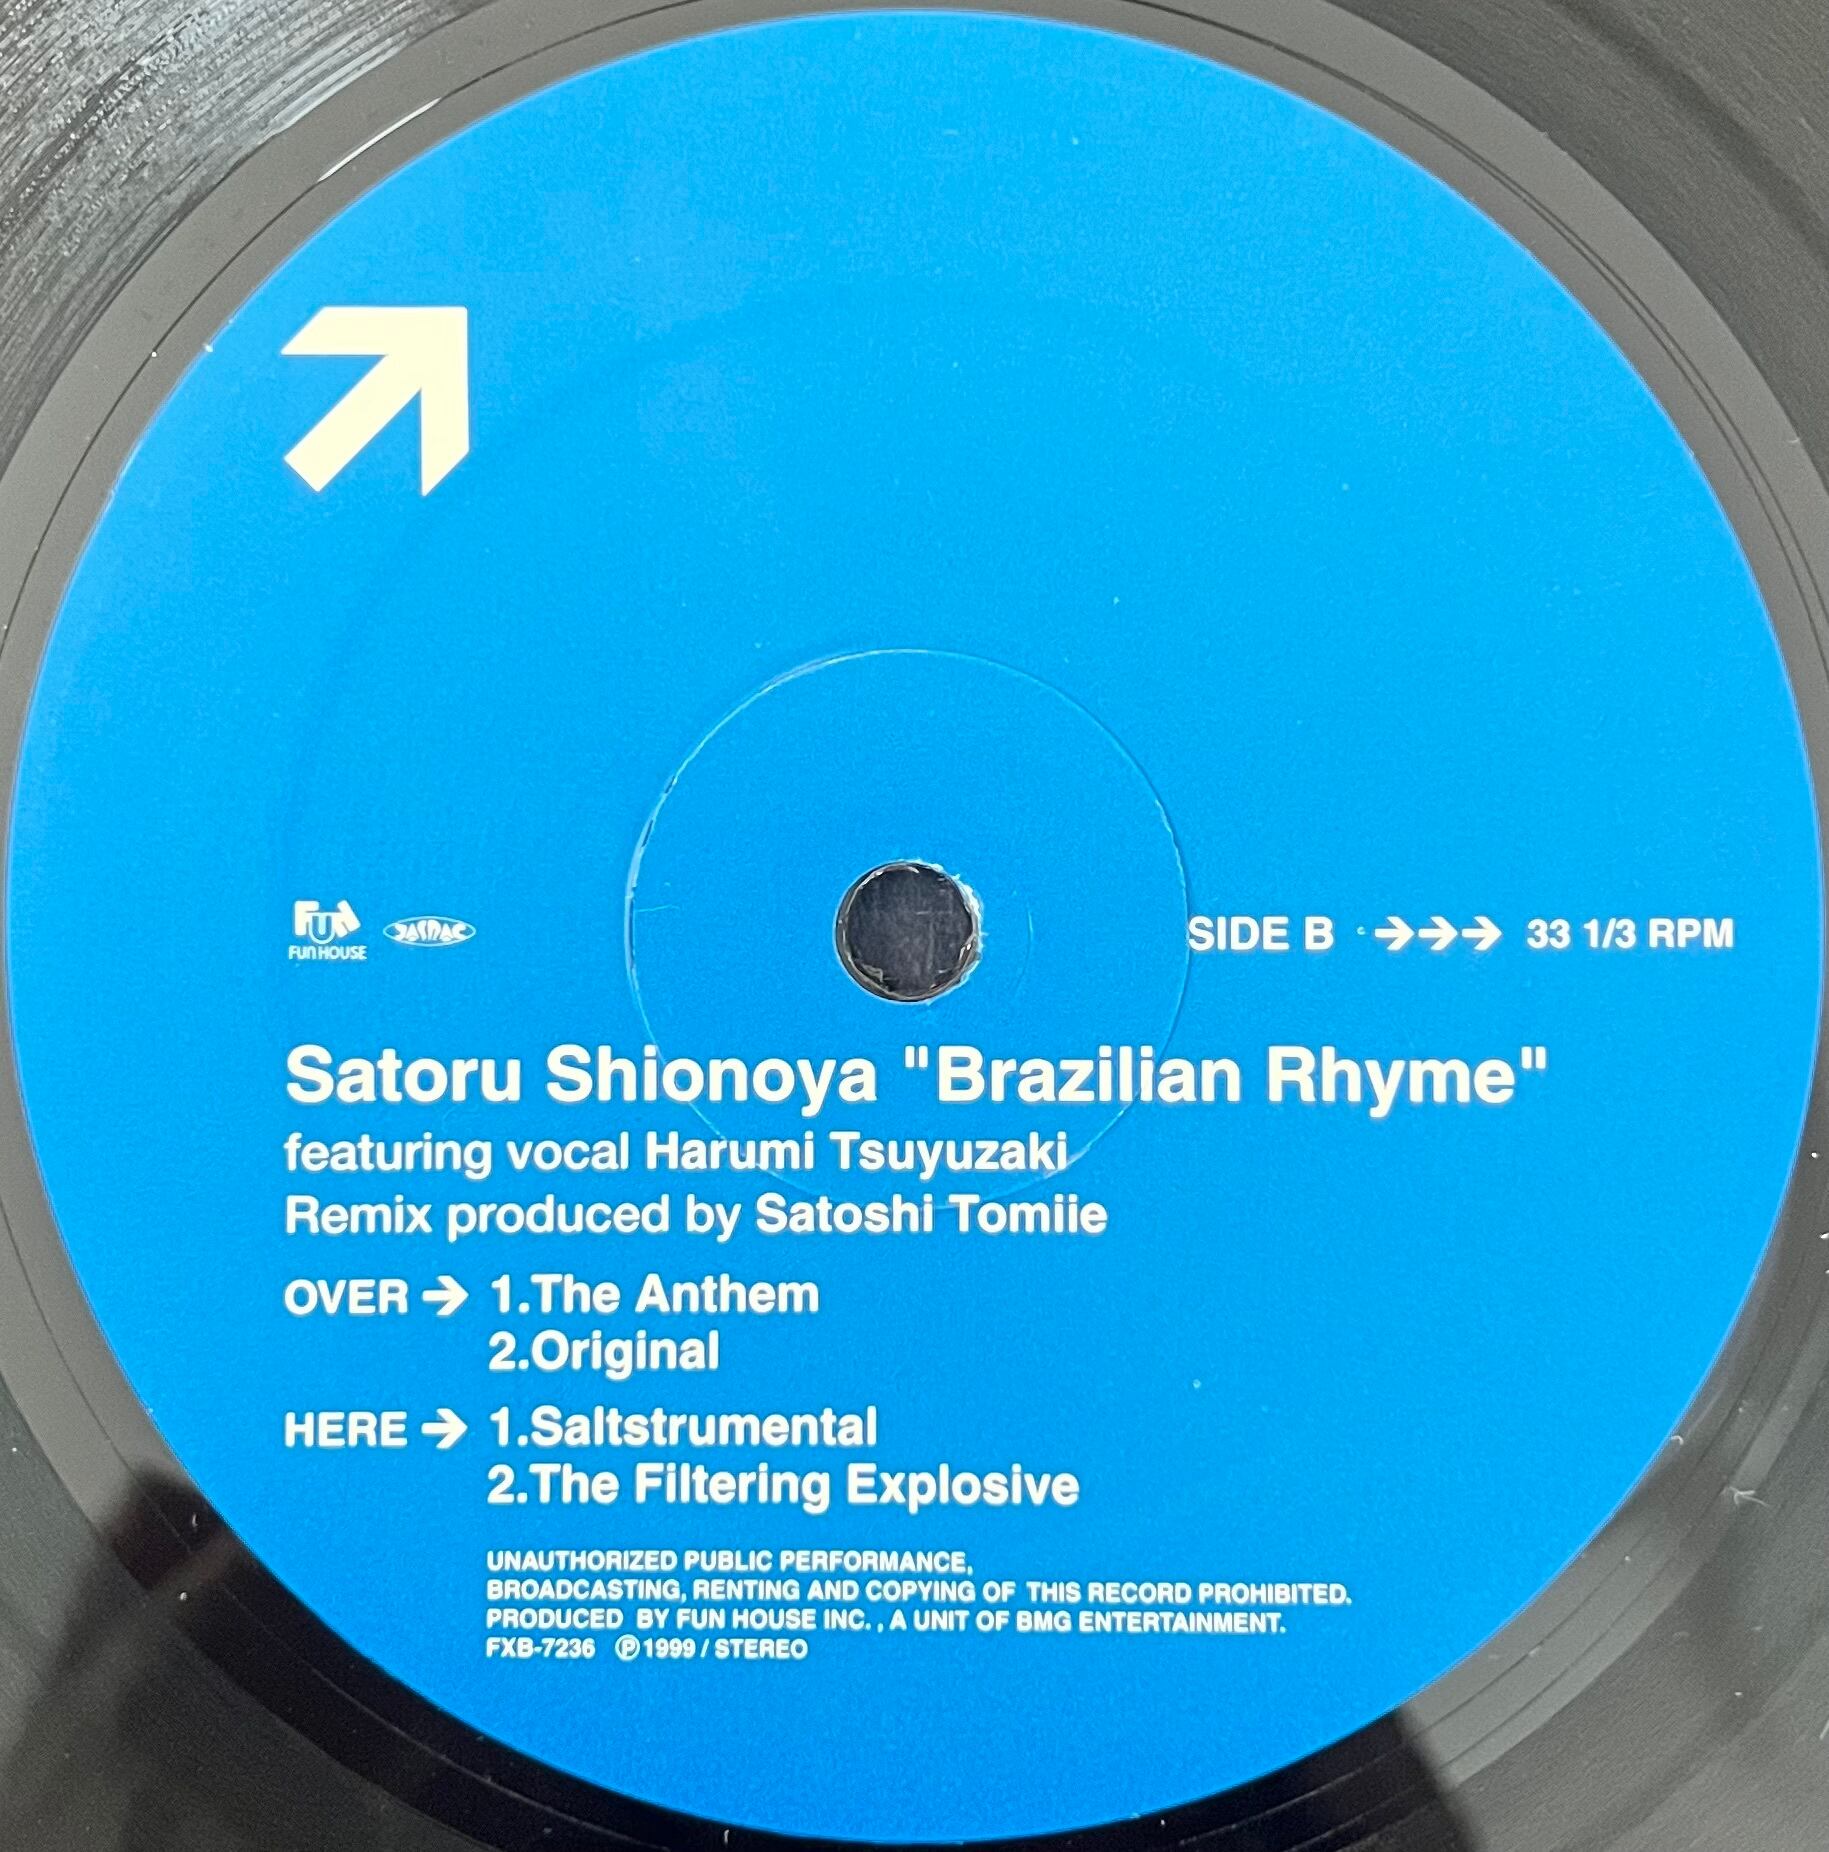 FUN
FUN HOUSE
JASRAC
SIDE B →→→ 33 1/3 RPM
Satoru Shionoya "Brazilian Rhyme"
featuring vocal Harumi Tsuyuzaki
Remix produced by Satoshi Tomiie
OVER → 1.The Anthem
2.Original
HERE → 1.Saltstrumental
2.The Filtering Explosive
UNAUTHORIZED PUBLIC PERFORMANCE,
BROADCASTING, RENTING AND COPYING OF THIS RECORD PROHIBITED.
PRODUCED BY FUN HOUSE INC. , A UNIT OF BMG ENTERTAINMENT.
FXB-7236 ℗1999 / STEREO